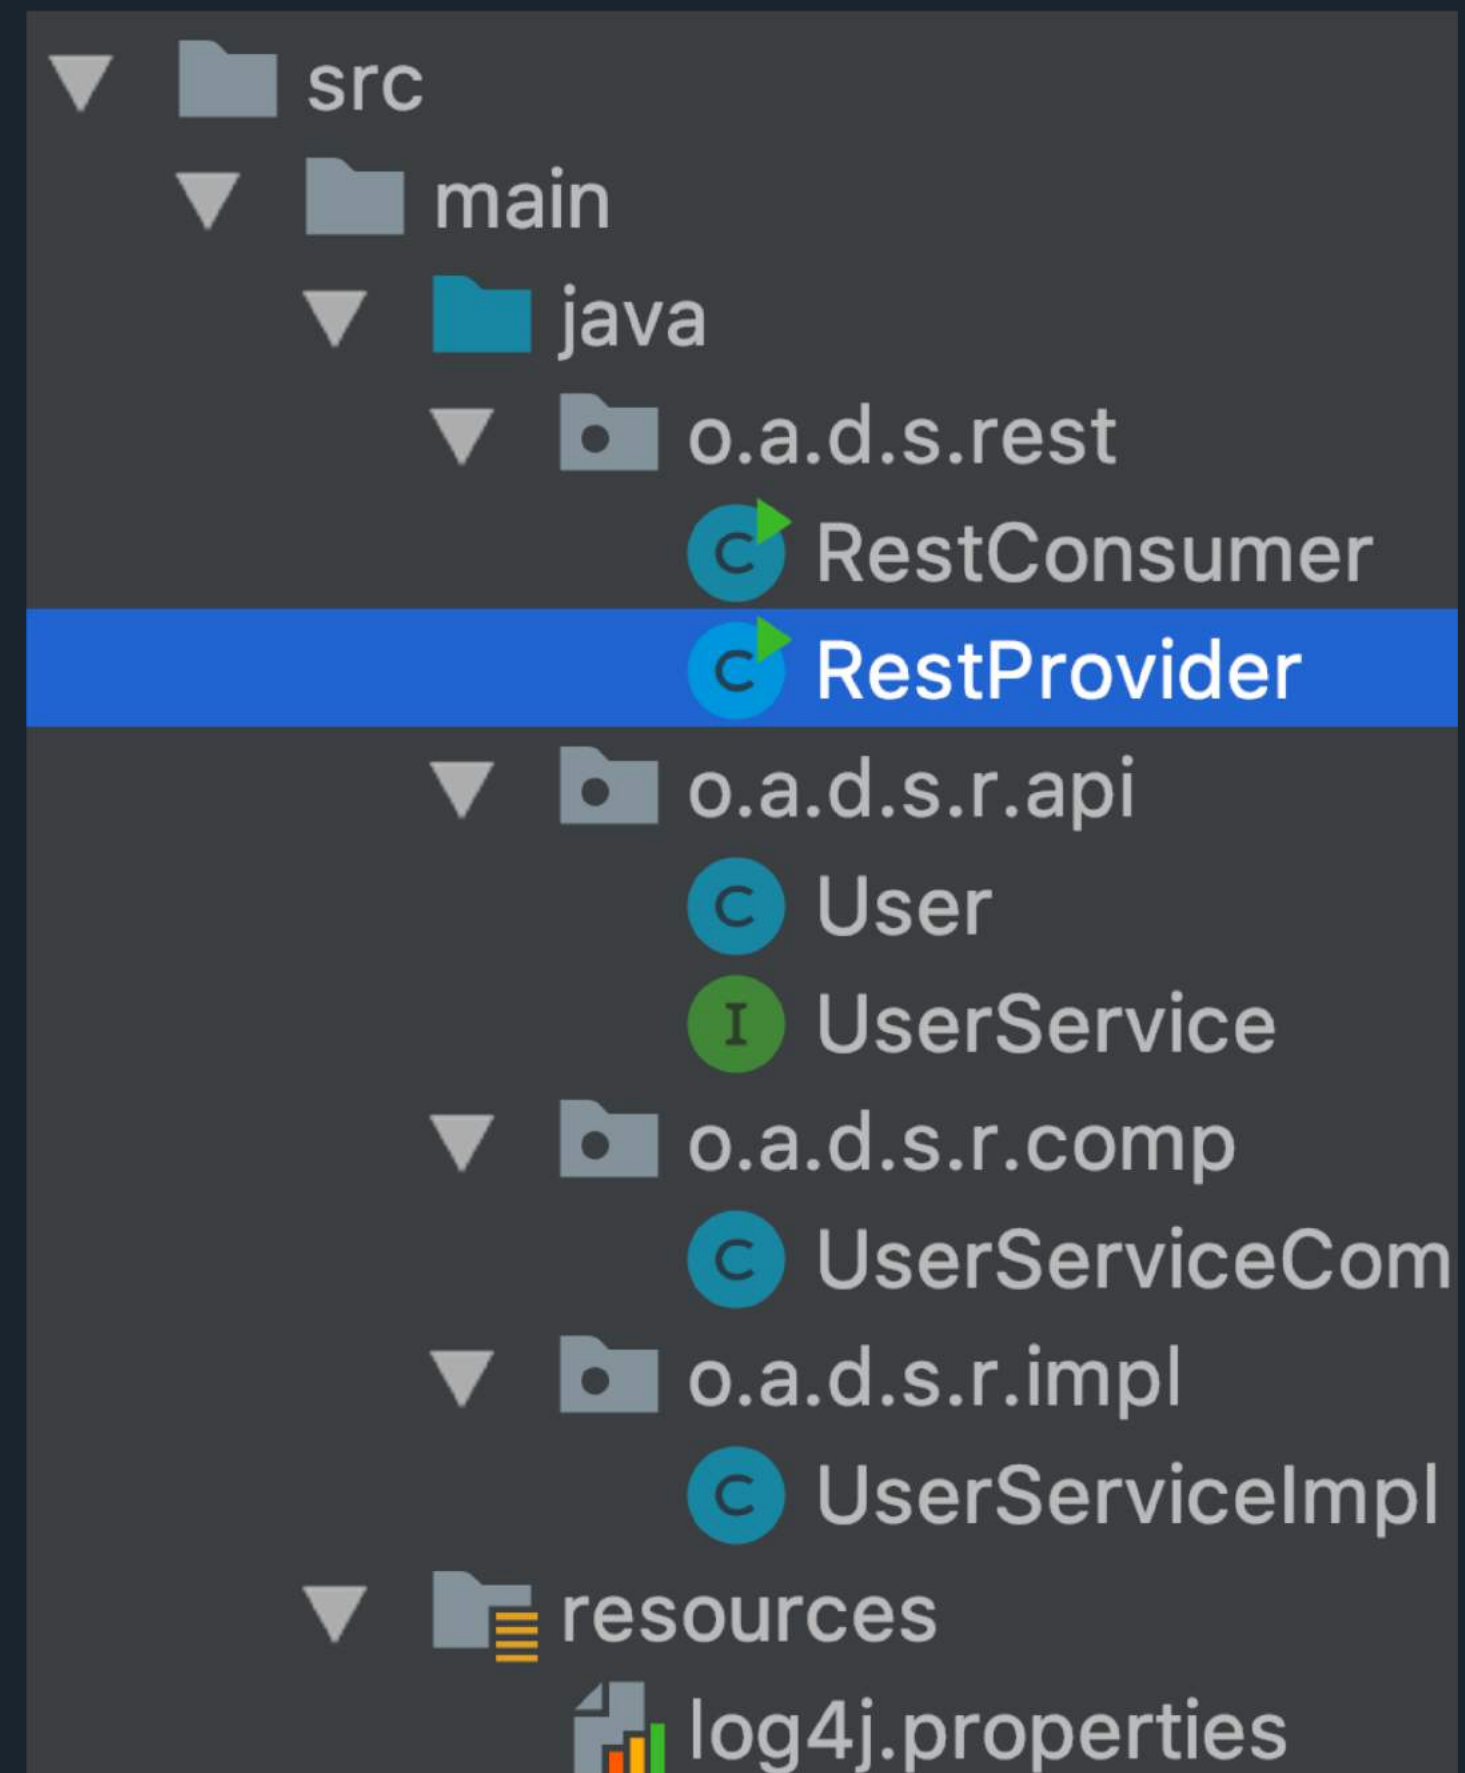 src
main
java
o.a.d.s.rest
C RestConsumer
C RestProvider
o.a.d.s.r.api
C User
I UserService
o.a.d.s.r.comp
C UserServiceCom
o.a.d.s.r.impl
C UserServiceImpl
resources
log4j.properties